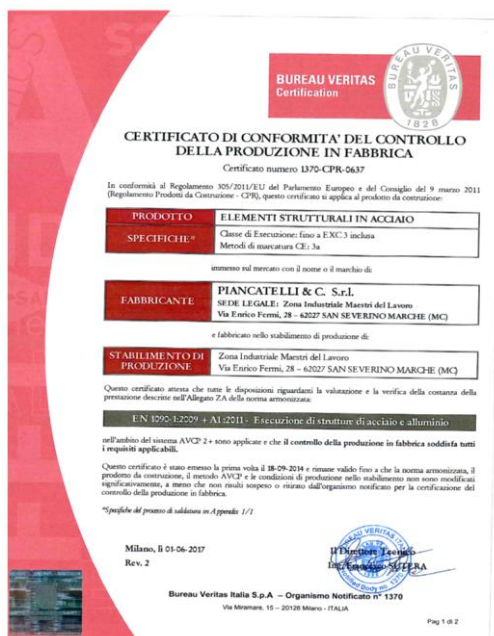 BUREAU VERITAS
Certification
BUREAU VERITAS
1828
CERTIFICATO DI CONFORMITA' DEL CONTROLLO
DELLA PRODUZIONE IN FABBRICA
Certificato numero 1370-CPR-0637
In conformità al Regolamento 305/2011/EU del Parlamento Europeo e del Consiglio del 9 marzo 2011
(Regolamento Prodotti da Costruzione - CPR), questo certificato si applica al prodotto da costruzione:
PRODOTTO ELEMENTI STRUTTURALI IN ACCIAIO
SPECIFICHE* Classe di Esecuzione: fino a EXC 3 inclusa
Metodi di marcatura CE: 3a
immesso sul mercato con il nome o il marchio di:
FABBRICANTE PIANCATELLI & C. S.r.l.
SEDE LEGALE: Zona Industriale Maestri del Lavoro
Via Enrico Fermi, 28 – 62027 SAN SEVERINO MARCHE (MC)
e fabbricato nello stabilimento di produzione di:
STABILIMENTO DI PRODUZIONE Zona Industriale Maestri del Lavoro
Via Enrico Fermi, 28 – 62027 SAN SEVERINO MARCHE (MC)
Questo certificato attesta che tutte le disposizioni riguardanti la valutazione e la verifica della costanza della
prestazione descritte nell'Allegato ZA della norma armonizzata:
EN 1090-1:2009 + A1:2011 - Esecuzione di strutture di acciaio e alluminio
nell'ambito del sistema AVCP 2+ sono applicate e che il controllo della produzione in fabbrica soddisfa tutti
i requisiti applicabili.
Questo certificato è stato emesso la prima volta il 18-09-2014 e rimane valido fino a che la norma armonizzata, il
prodotto da costruzione, il metodo AVCP e le condizioni di produzione nello stabilimento non sono modificati
significativamente, a meno che non risulti sospeso o ritirato dall'organismo notificato per la certificazione del
controllo della produzione in fabbrica.
*Specifiche del processo di saldatura in Appendix 1/1
Milano, lì 01-06-2017
Rev. 2
Il Direttore Tecnico
Ing. Francesco SUTERA
Bureau Veritas Italia S.p.A – Organismo Notificato n° 1370
Via Miramare, 15 – 20126 Milano - ITALIA
Pag 1 di 2